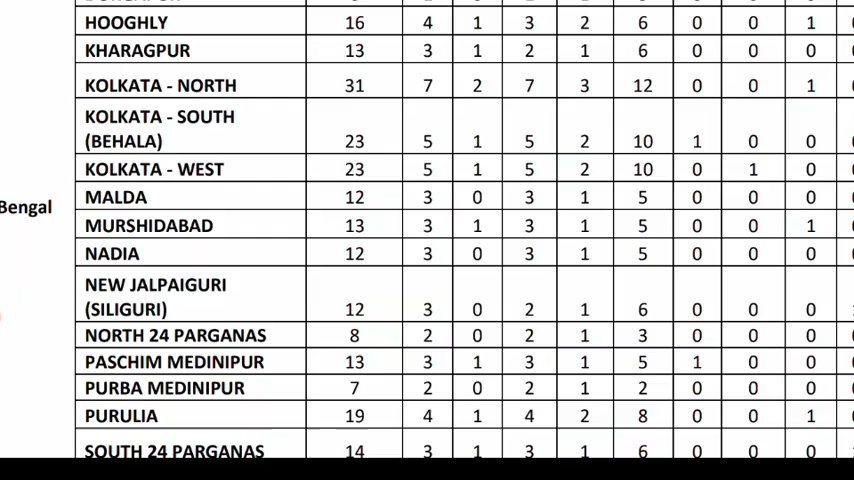 HOOGHLY 16 4 1 3 2 6 0 0 1
KHARAGPUR 13 3 1 2 1 6 0 0 0
KOLKATA - NORTH 31 7 2 7 3 12 0 0 1
KOLKATA - SOUTH
(BEHALA) 23 5 1 5 2 10 1 0 0
KOLKATA - WEST 23 5 1 5 2 10 0 1 0
MALDA 12 3 0 3 1 5 0 0 0
Bengal
MURSHIDABAD 13 3 1 3 1 5 0 0 1
NADIA 12 3 0 3 1 5 0 0 0
NEW JALPAIGURI
(SILIGURI) 12 3 0 2 1 6 0 0 0
NORTH 24 PARGANAS 8 2 0 2 1 3 0 0 0
PASCHIM MEDINIPUR 13 3 1 3 1 5 1 0 0
PURBA MEDINIPUR 7 2 0 2 1 2 0 0 0
PURULIA 19 4 1 4 2 8 0 0 1
SOUTH 24 PARGANAS 14 3 1 3 1 6 0 0 0